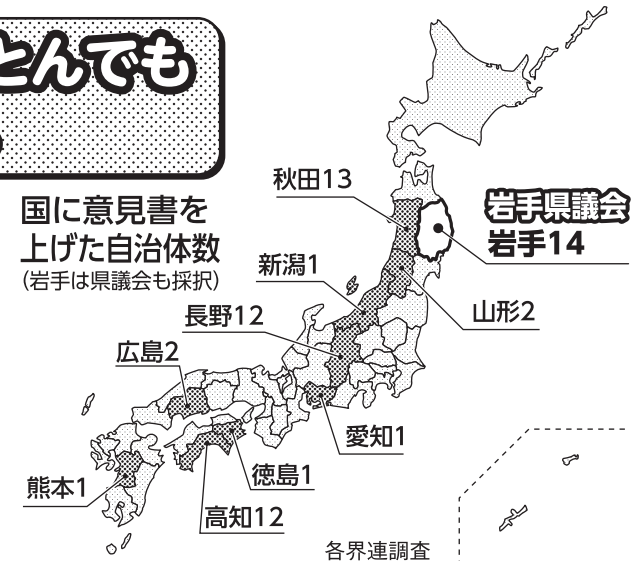 とんでも
国に意見書を
上げた自治体数
（岩手は県議会も採択）
秋田13
岩手県議会
岩手14
新潟1
山形2
長野12
広島2
愛知1
徳島1
熊本1
高知12
各界連調査